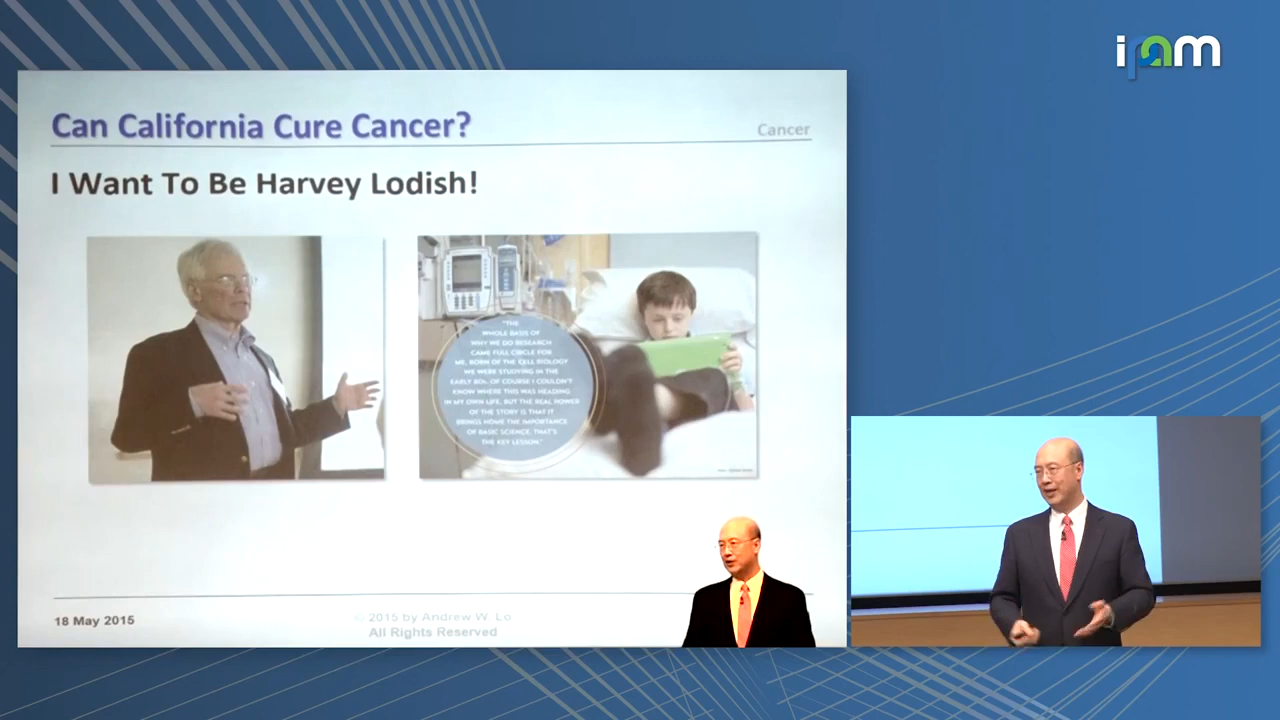 ipam
Can California Cure Cancer?
Cancer
I Want To Be Harvey Lodish!
"THE
WHOLE BASIS OF
WHY WE DO RESEARCH
CAME FULL CIRCLE FOR
ME, BORN OF THE CELL BIOLOGY
WE WERE STUDYING IN THE
EARLY 80s. OF COURSE I COULDN'T
KNOW WHERE THIS WAS HEADING
IN MY OWN LIFE, BUT THE REAL POWER
OF THE STORY IS THAT IT
BRINGS HOME THE IMPORTANCE
OF BASIC SCIENCE. THAT'S
THE KEY LESSON."
18 May 2015
© 2015 by Andrew W. Lo
All Rights Reserved